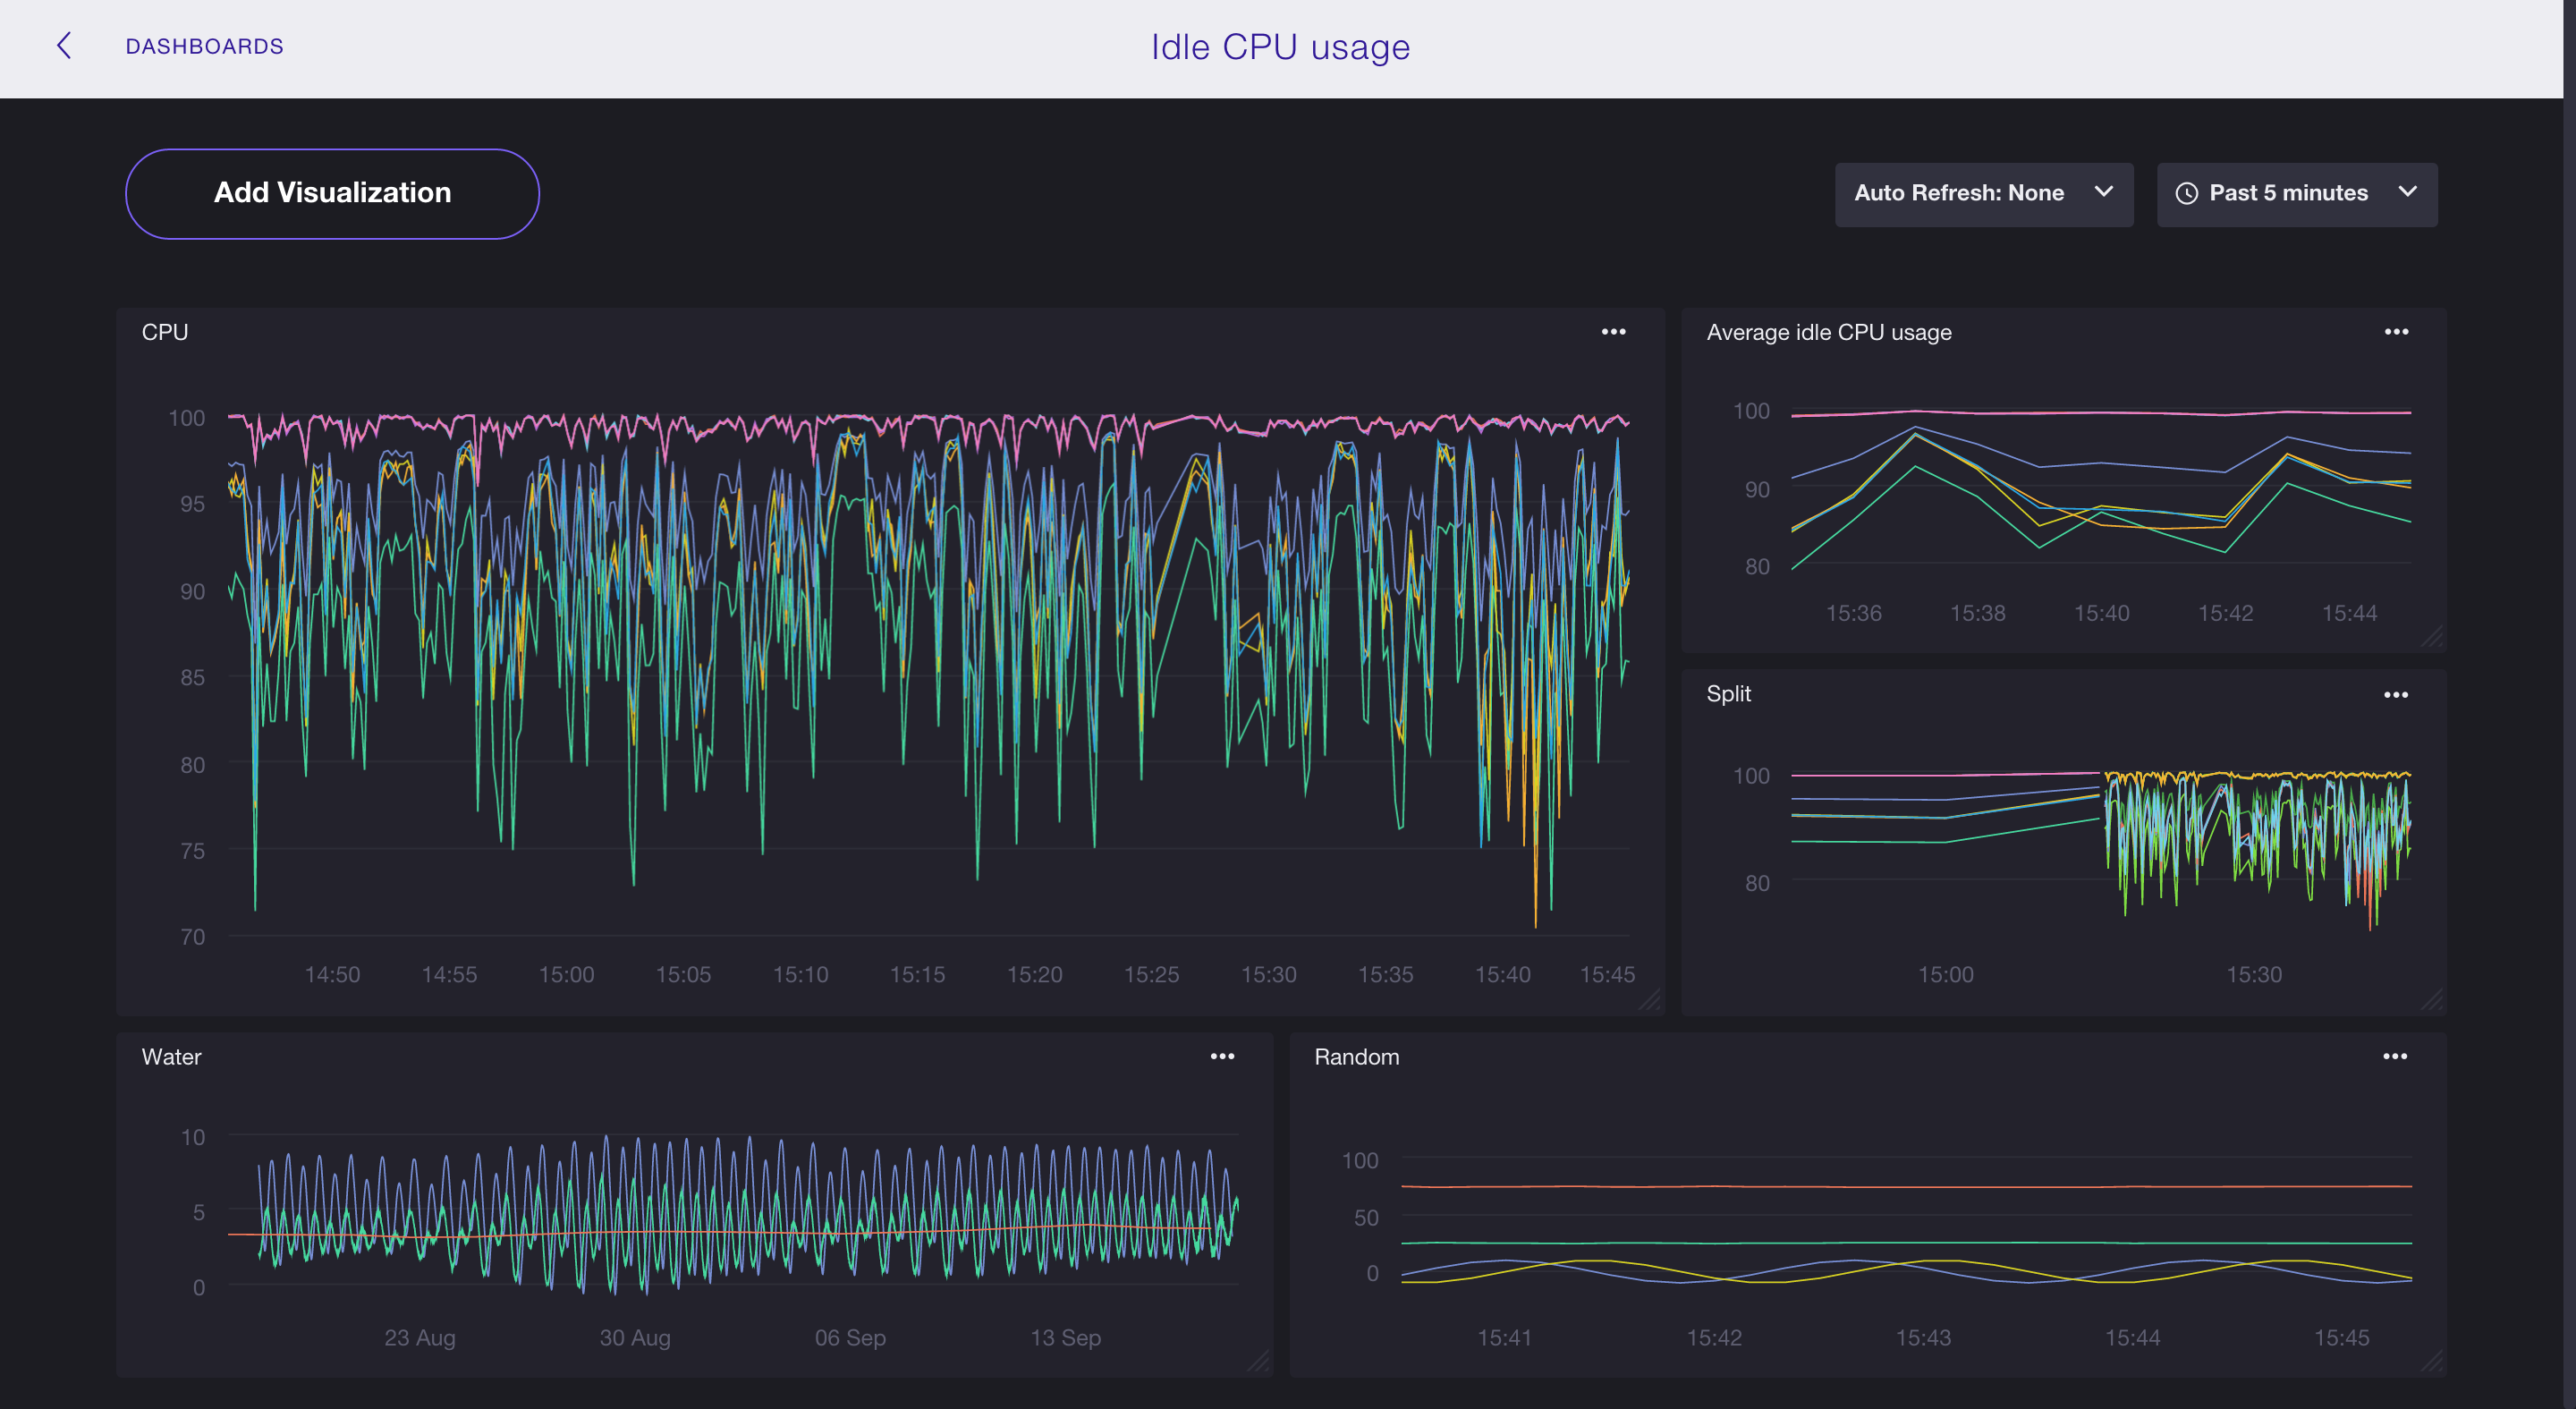 DASHBOARDS
Idle CPU usage
Add Visualization
Auto Refresh: None
Past 5 minutes
CPU
100
95
90
85
80
75
70
14:50 14:55 15:00 15:05 15:10 15:15 15:20 15:25 15:30 15:35 15:40 15:45
Average idle CPU usage
100
90
80
15:36 15:38 15:40 15:42 15:44
Split
100
80
15:00 15:30
Water
10
5
0
23 Aug 30 Aug 06 Sep 13 Sep
Random
100
50
0
15:41 15:42 15:43 15:44 15:45